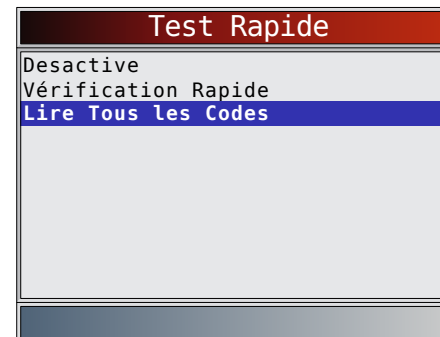 Test Rapide
Desactive
Vérification Rapide
Lire Tous les Codes